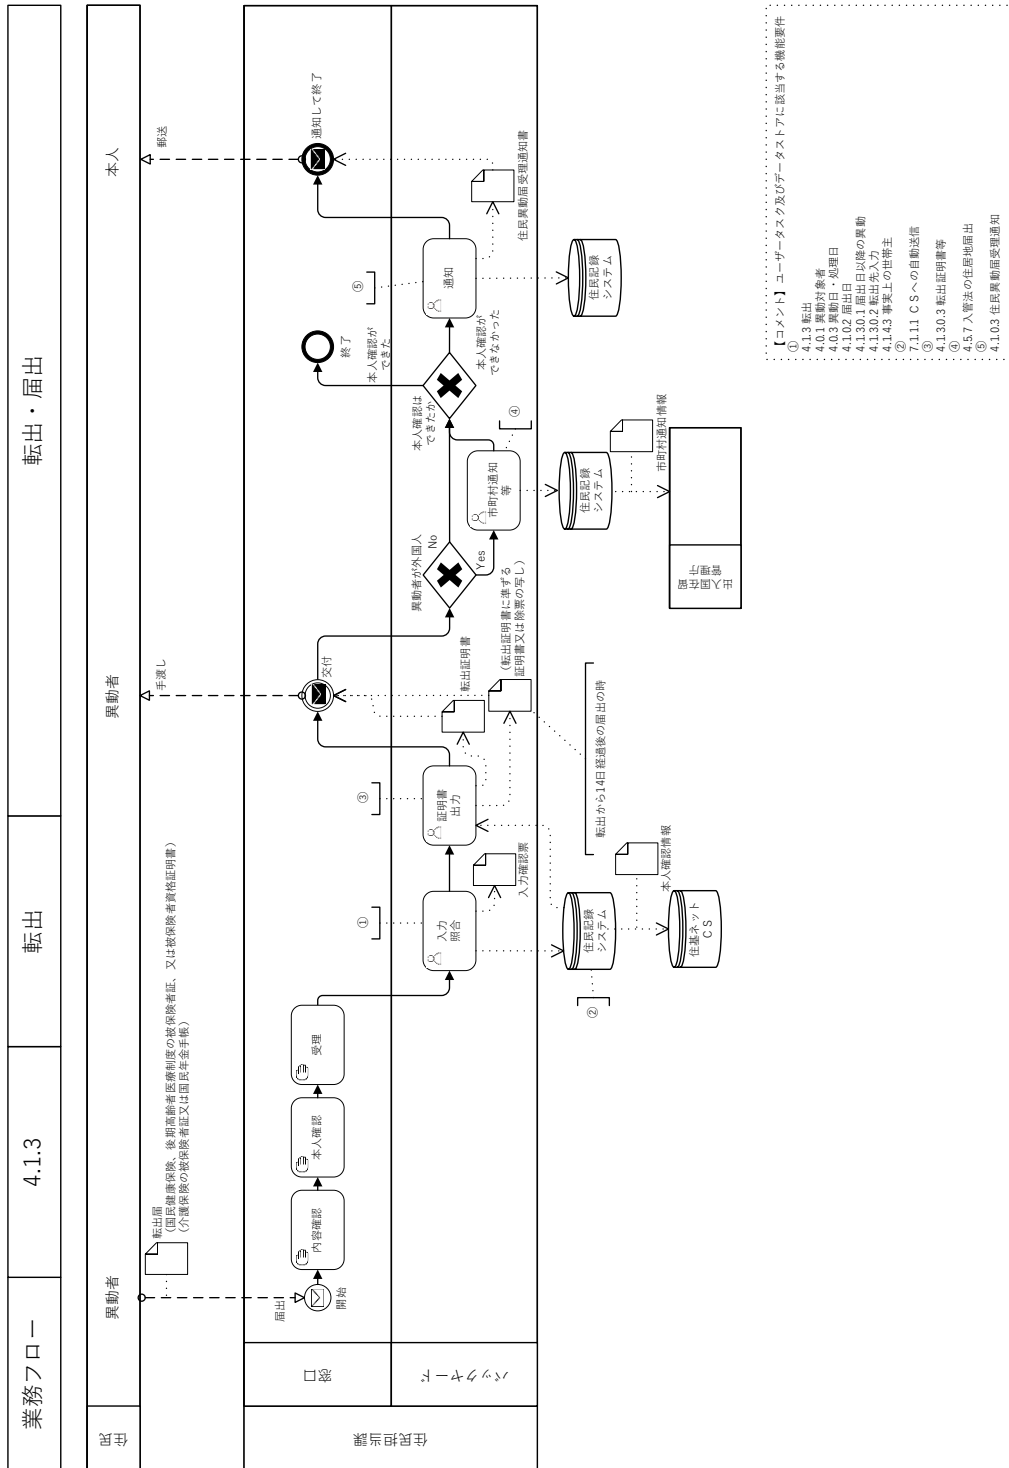 業務フロー
4.1.3
転出
転出・届出
住民
異動者
異動者
本人
転出届
（国民健康保険、後期高齢者医療制度の被保険者証、又は被保険者資格証明書）
（介護保険の被保険者証又は国民年金手帳）
手渡し
郵送
住民担当課
窓口
バックヤード
届出
開始
内容確認
本人確認
受理
①
入力
照合
入力確認票
②
住民記録
システム
本人確認情報
住基ネット
ＣＳ
③
証明書
出力
転出証明書
（転出証明書に準ずる
証明書又は除票の写し）
転出から14日経過後の届出の時
交付
異動者が外国人
No
Yes
市町村通知
等
④
住民記録
システム
市町村通知情報
出入国在留
管理庁
本人確認は
できたか
本人確認が
できた
終了
本人確認が
できなかった
⑤
通知
住民記録
システム
住民異動届受理通知書
通知して終了
【コメント】ユーザータスク及びデータストアに該当する機能要件
①
4.1.3 転出
4.0.1 異動対象者
4.0.3 異動日・処理日
4.1.0.2 届出日
4.1.3.0.1 届出日以降の異動
4.1.3.0.2 転出先入力
4.1.4.3 事実上の世帯主
②
7.1.1.1 ＣＳへの自動送信
③
4.1.3.0.3 転出証明書等
④
4.5.7 入管法の住居地届出
⑤
4.1.0.3 住民異動届受理通知